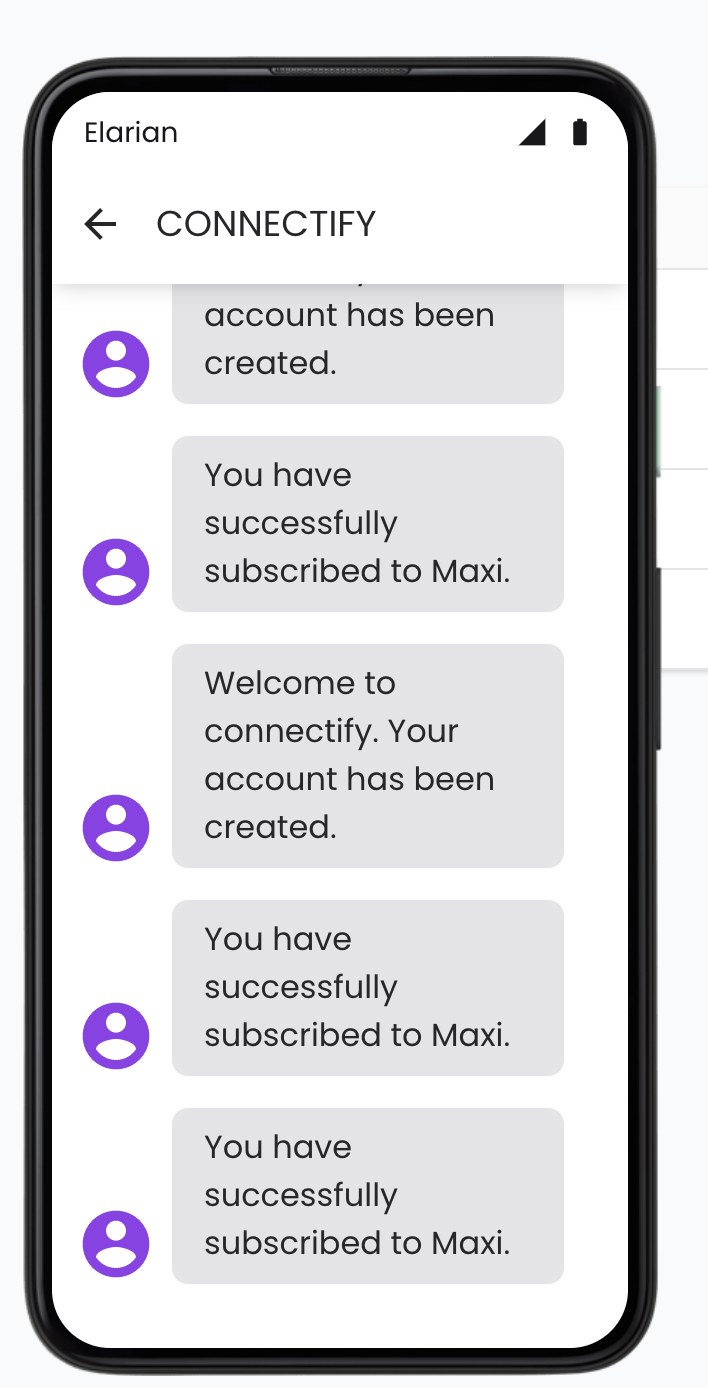 Elarian
CONNECTIFY
account has been
created.
You have
successfully
subscribed to Maxi.
Welcome to
connectify. Your
account has been
created.
You have
successfully
subscribed to Maxi.
You have
successfully
subscribed to Maxi.